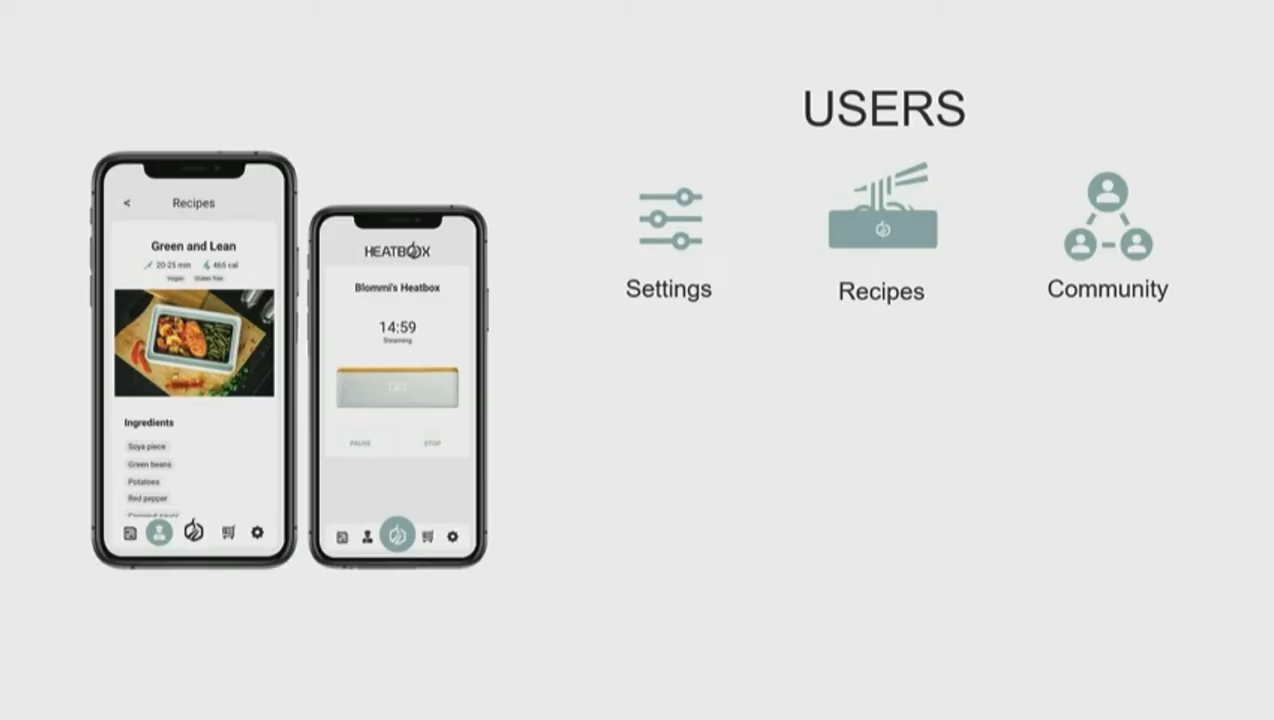 USERS
Settings
Recipes
Community
<
Recipes
Green and Lean
20-25 min
465 cal
Vegan
Gluten free
Ingredients
Soya piece
Green beans
Potatoes
Red pepper
HEATBOX
Blommi's Heatbox
14:59
Steaming
PAUSE
STOP